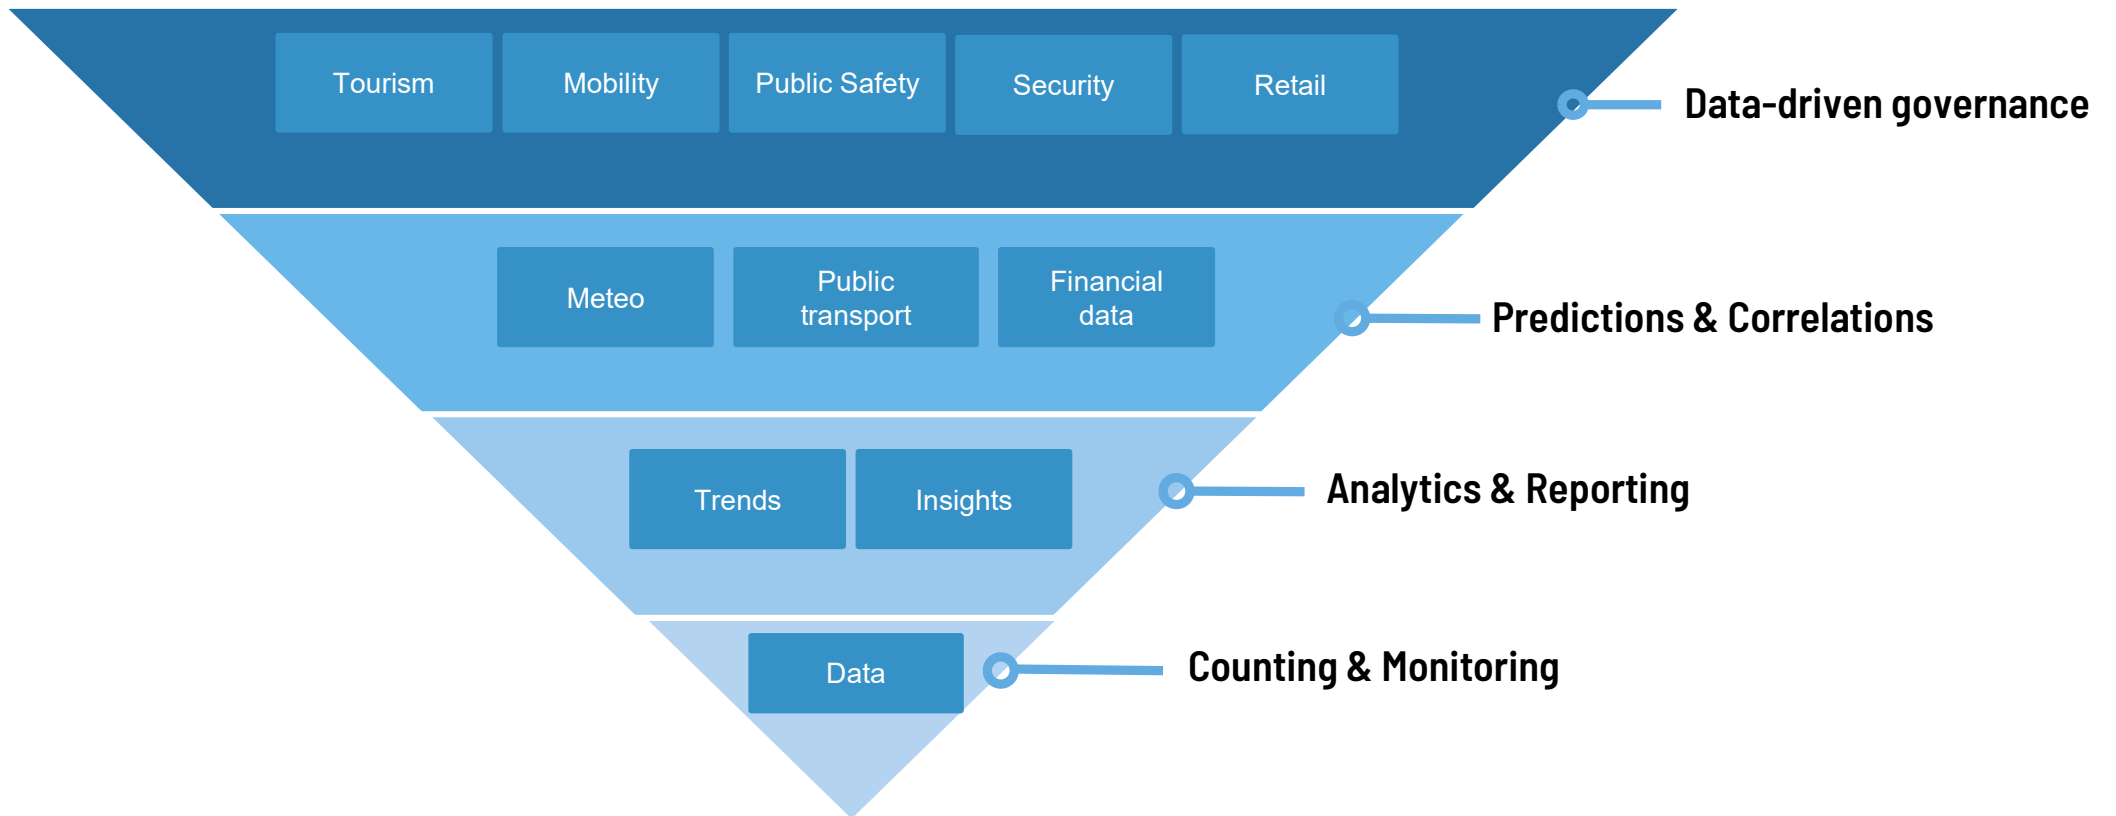 Tourism
Mobility
Public Safety
Security
Retail
Data-driven governance
Meteo
Public
transport
Financial
data
Predictions & Correlations
Trends
Insights
Analytics & Reporting
Data
Counting & Monitoring